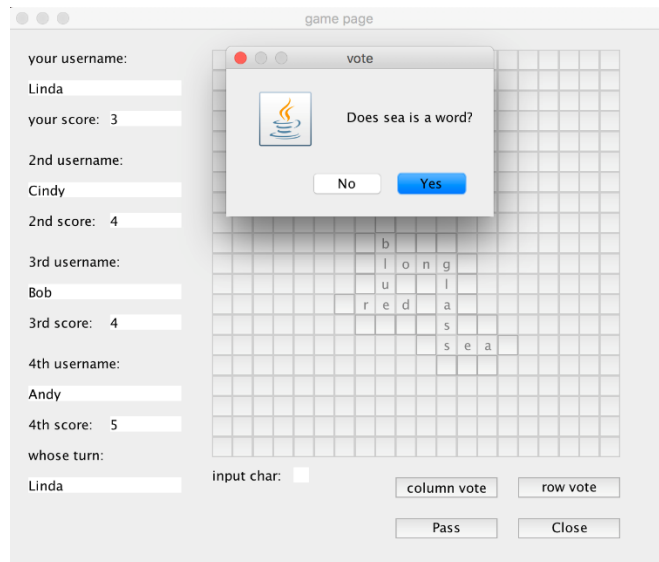 game page
your username:
Linda
your score: 3
2nd username:
Cindy
2nd score: 4
3rd username:
Bob
3rd score: 4
4th username:
Andy
4th score: 5
whose turn:
Linda
vote
Does sea is a word?
No Yes
b
l o n g
u l
r e d a
s
s e a
input char:
column vote row vote
Pass Close